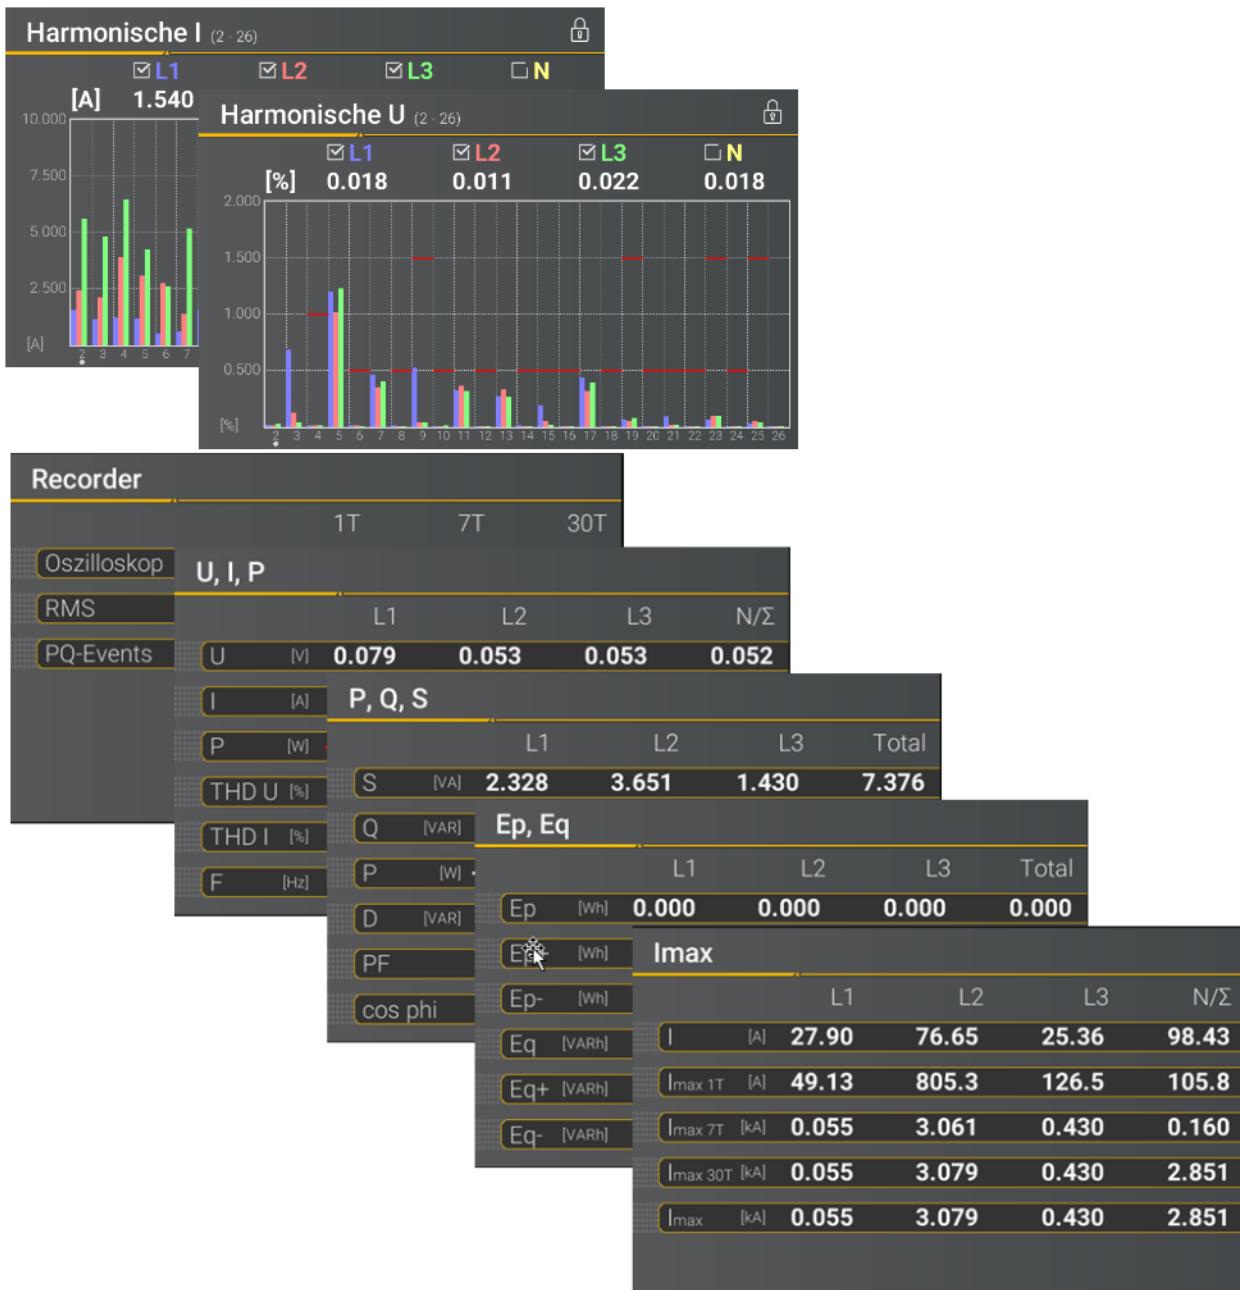 Harmonische I (2 - 26)
L1 L2 L3 N
[A] 1.540
10.000
7.500
5.000
2.500
[A]
2 3 4 5 6 7
Harmonische U (2 - 26)
L1 L2 L3 N
[%] 0.018 0.011 0.022 0.018
2.000
1.500
1.000
0.500
[%]
2 3 4 5 6 7 8 9 10 11 12 13 14 15 16 17 18 19 20 21 22 23 24 25 26
Recorder
1T 7T 30T
Oszilloskop
RMS
PQ-Events
U, I, P
L1 L2 L3 N/Σ
U [V] 0.079 0.053 0.053 0.052
I [A]
P [W]
THD U [%]
THD I [%]
F [Hz]
P, Q, S
L1 L2 L3 Total
S [VA] 2.328 3.651 1.430 7.376
Q [VAR]
P [W]
D [VAR]
PF
cos phi
Ep, Eq
L1 L2 L3 Total
Ep [Wh] 0.000 0.000 0.000 0.000
Ep+ [Wh]
Ep- [Wh]
Eq [VARh]
Eq+ [VARh]
Eq- [VARh]
Imax
L1 L2 L3 N/Σ
I [A] 27.90 76.65 25.36 98.43
Imax 1T [A] 49.13 805.3 126.5 105.8
Imax 7T [kA] 0.055 3.061 0.430 0.160
Imax 30T [kA] 0.055 3.079 0.430 2.851
Imax [kA] 0.055 3.079 0.430 2.851